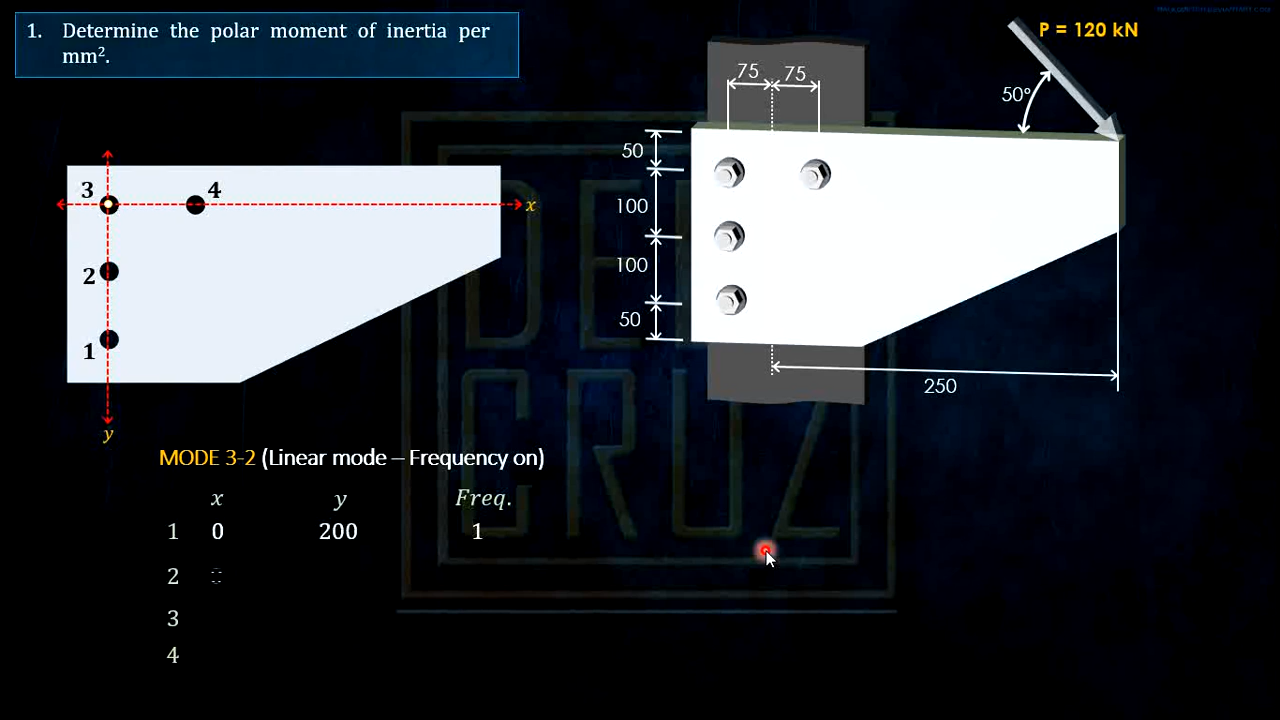 1. Determine the polar moment of inertia per
mm².
P = 120 kN
75 75
50°
50
100
100
50
250
3 4
x
2
1
y
DEL
CRUZ
MODE 3-2 (Linear mode – Frequency on)
x y Freq.
1 0 200 1
2
3
4